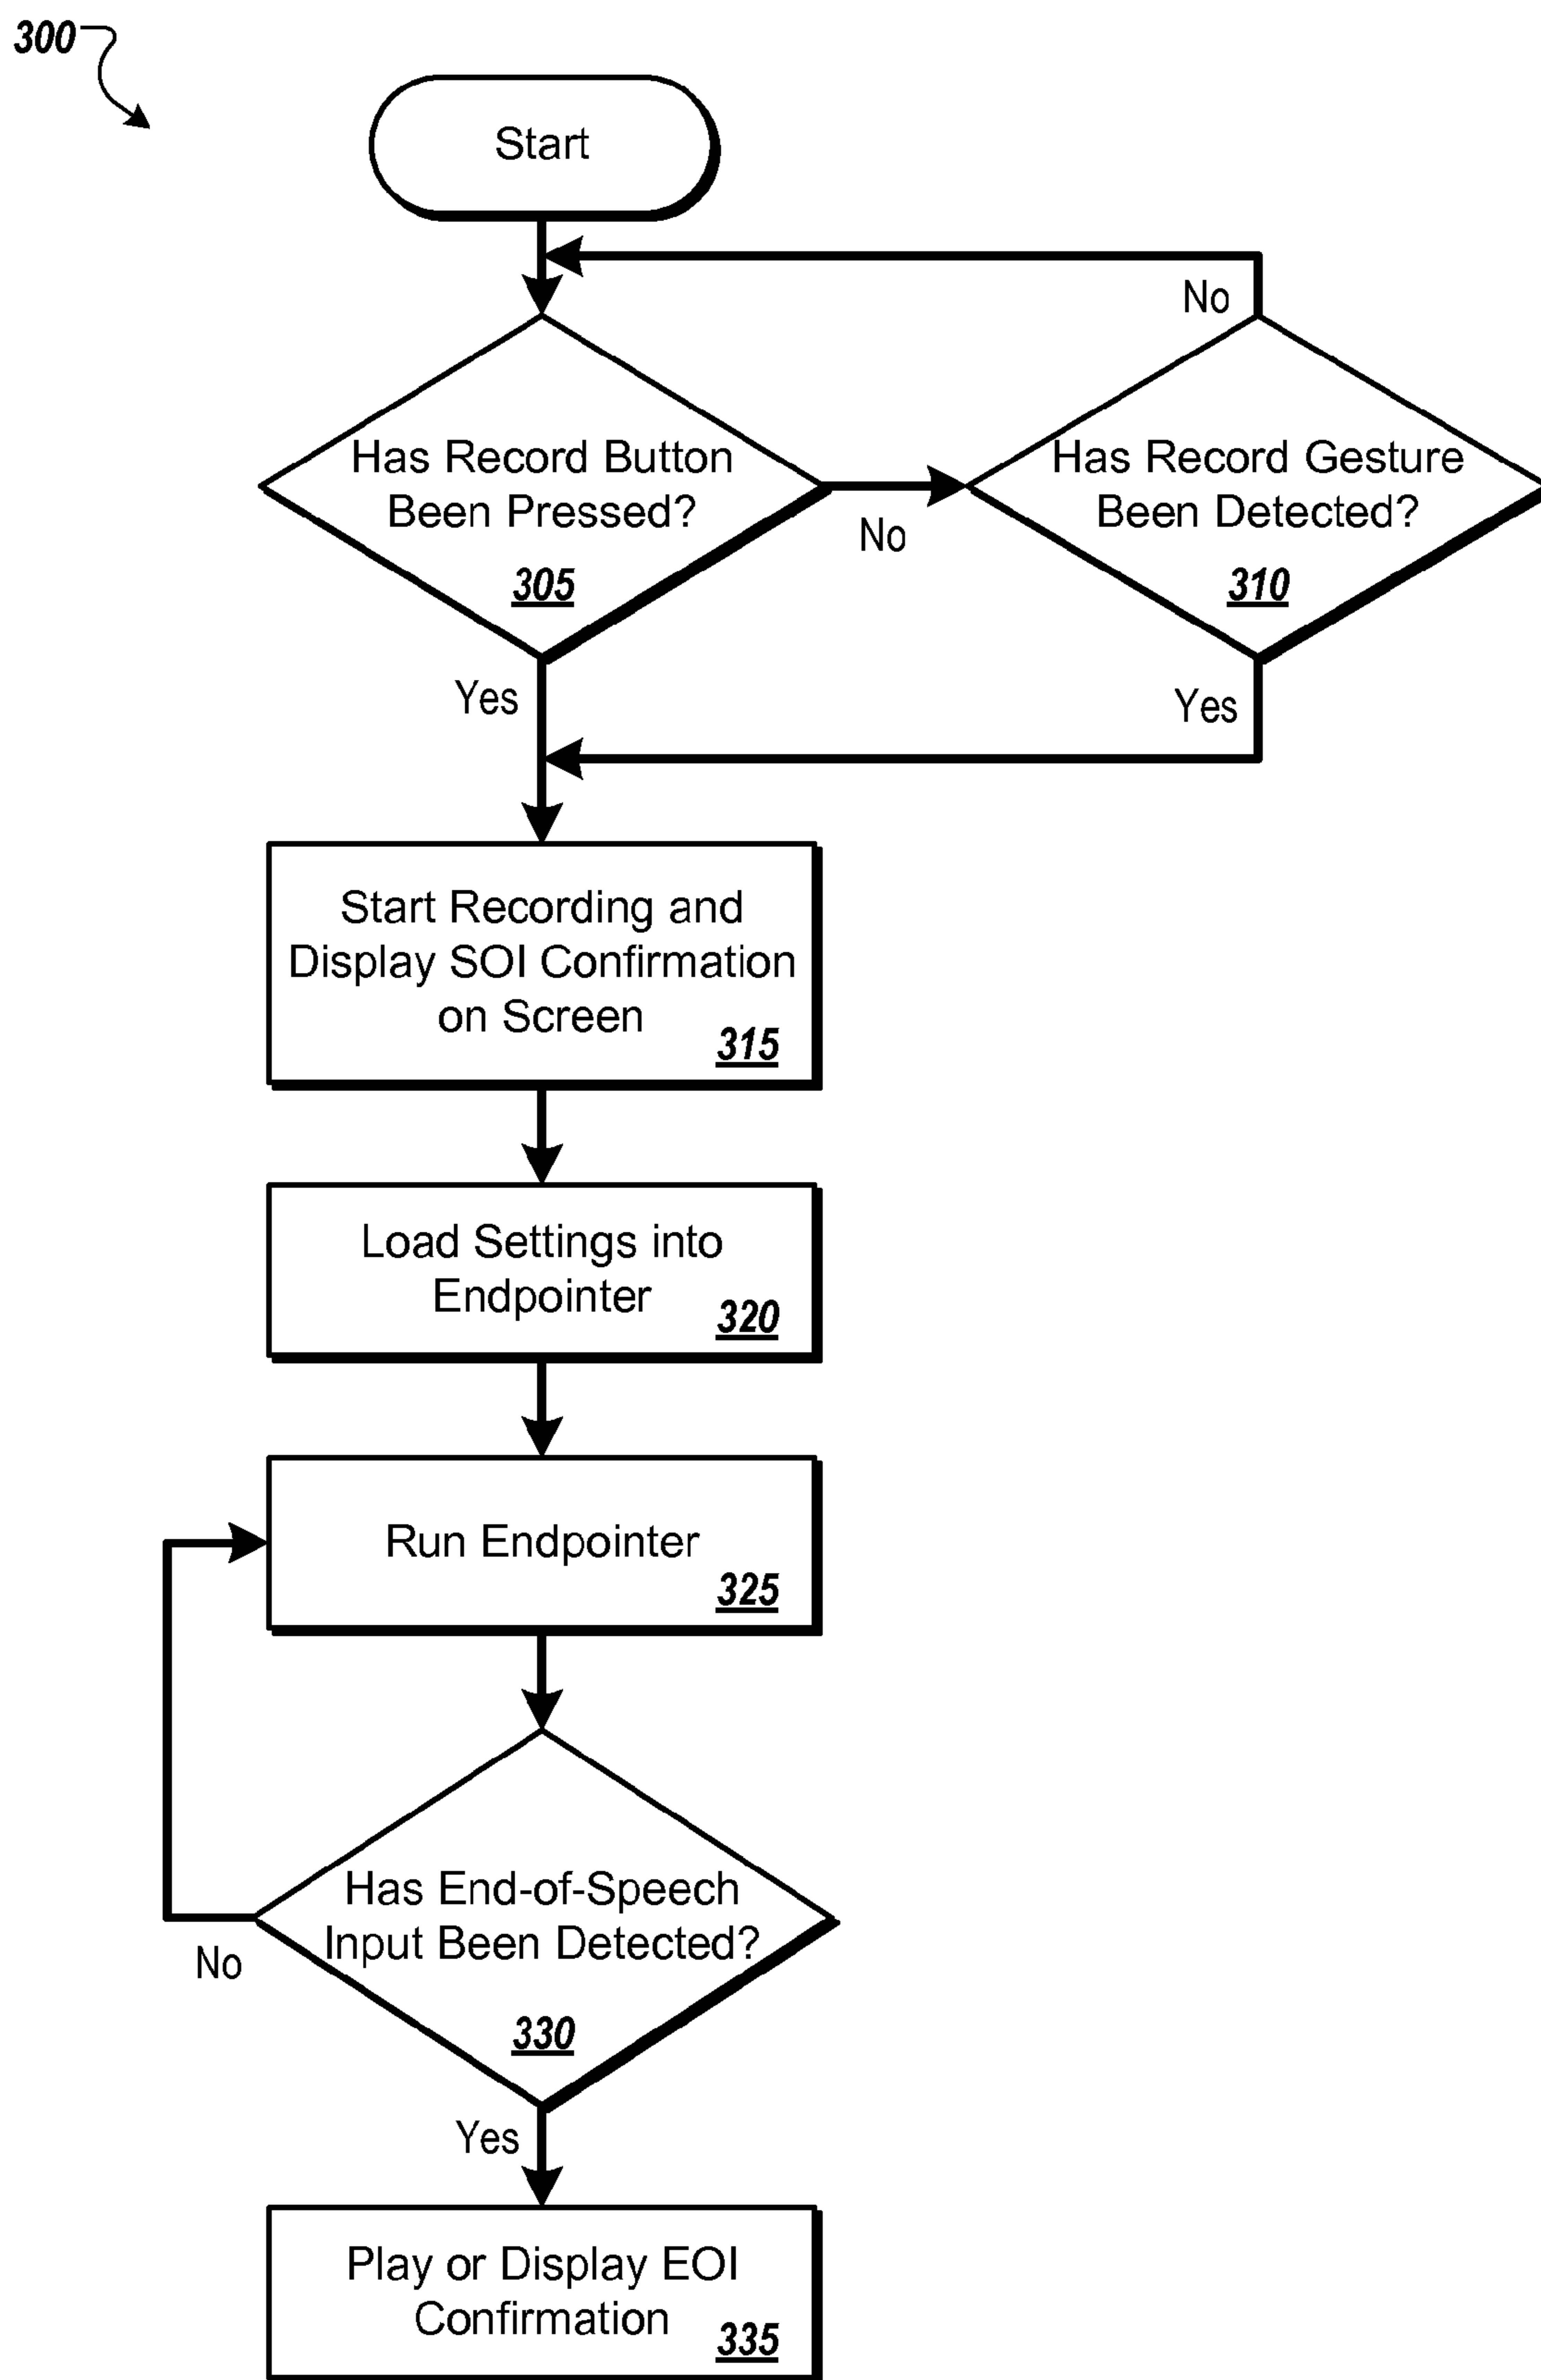 300
Start
No
Has Record Button
Been Pressed?
305
No
Has Record Gesture
Been Detected?
310
Yes
Yes
Start Recording and
Display SOI Confirmation
on Screen
315
Load Settings into
Endpointer
320
Run Endpointer
325
Has End-of-Speech
Input Been Detected?
330
No
Yes
Play or Display EOI
Confirmation
335